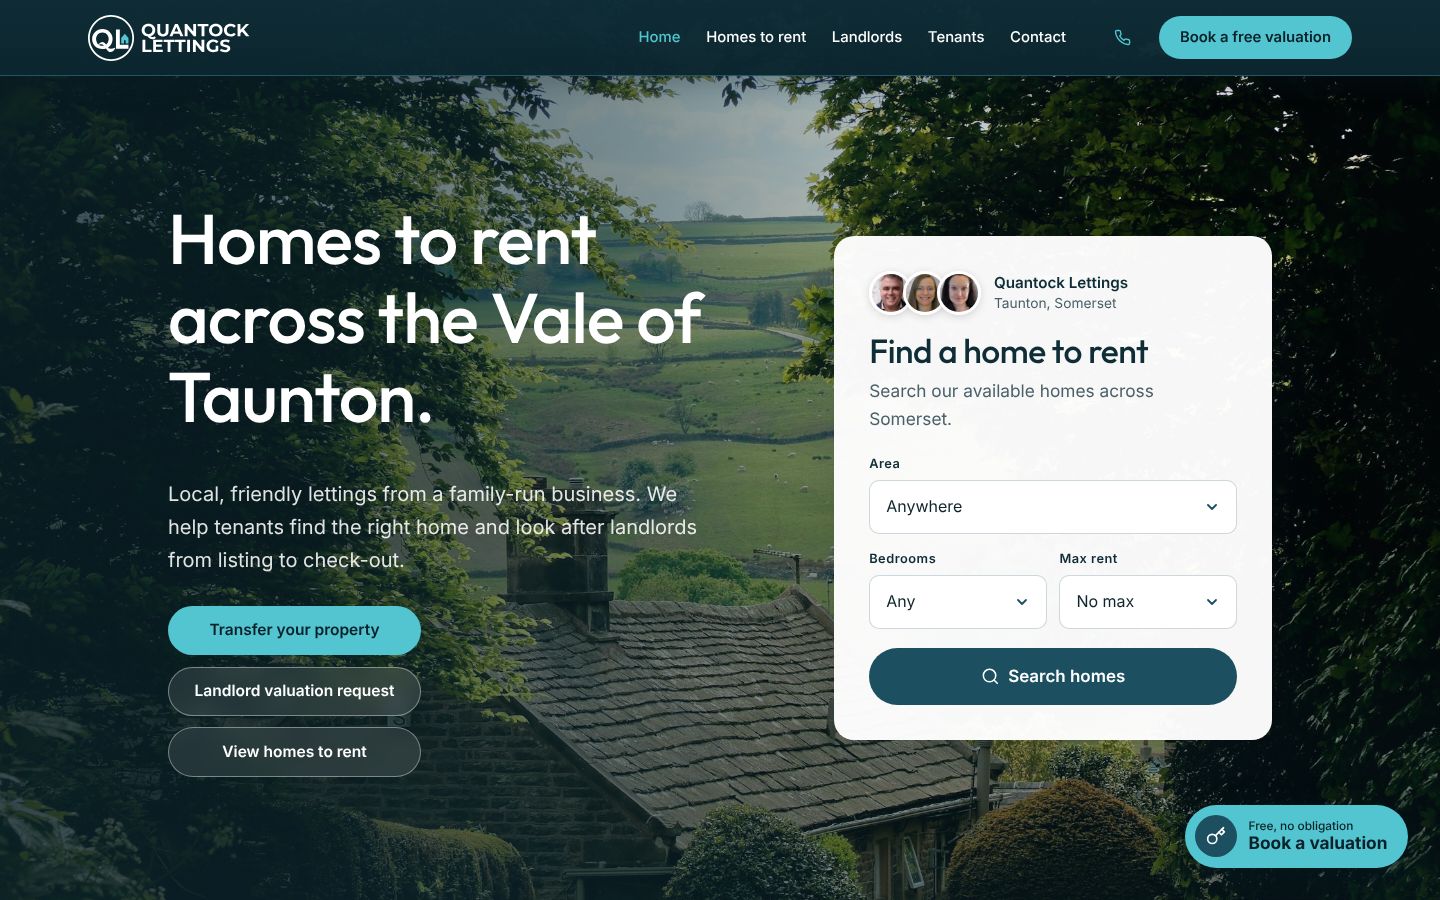 QL QUANTOCK
LETTINGS
Home
Homes to rent
Landlords
Tenants
Contact
Book a free valuation
Homes to rent
across the Vale of
Taunton.
Local, friendly lettings from a family-run business. We
help tenants find the right home and look after landlords
from listing to check-out.
Transfer your property
Landlord valuation request
View homes to rent
Quantock Lettings
Taunton, Somerset
Find a home to rent
Search our available homes across
Somerset.
Area
Anywhere
Bedrooms
Max rent
Any
No max
Search homes
Free, no obligation
Book a valuation